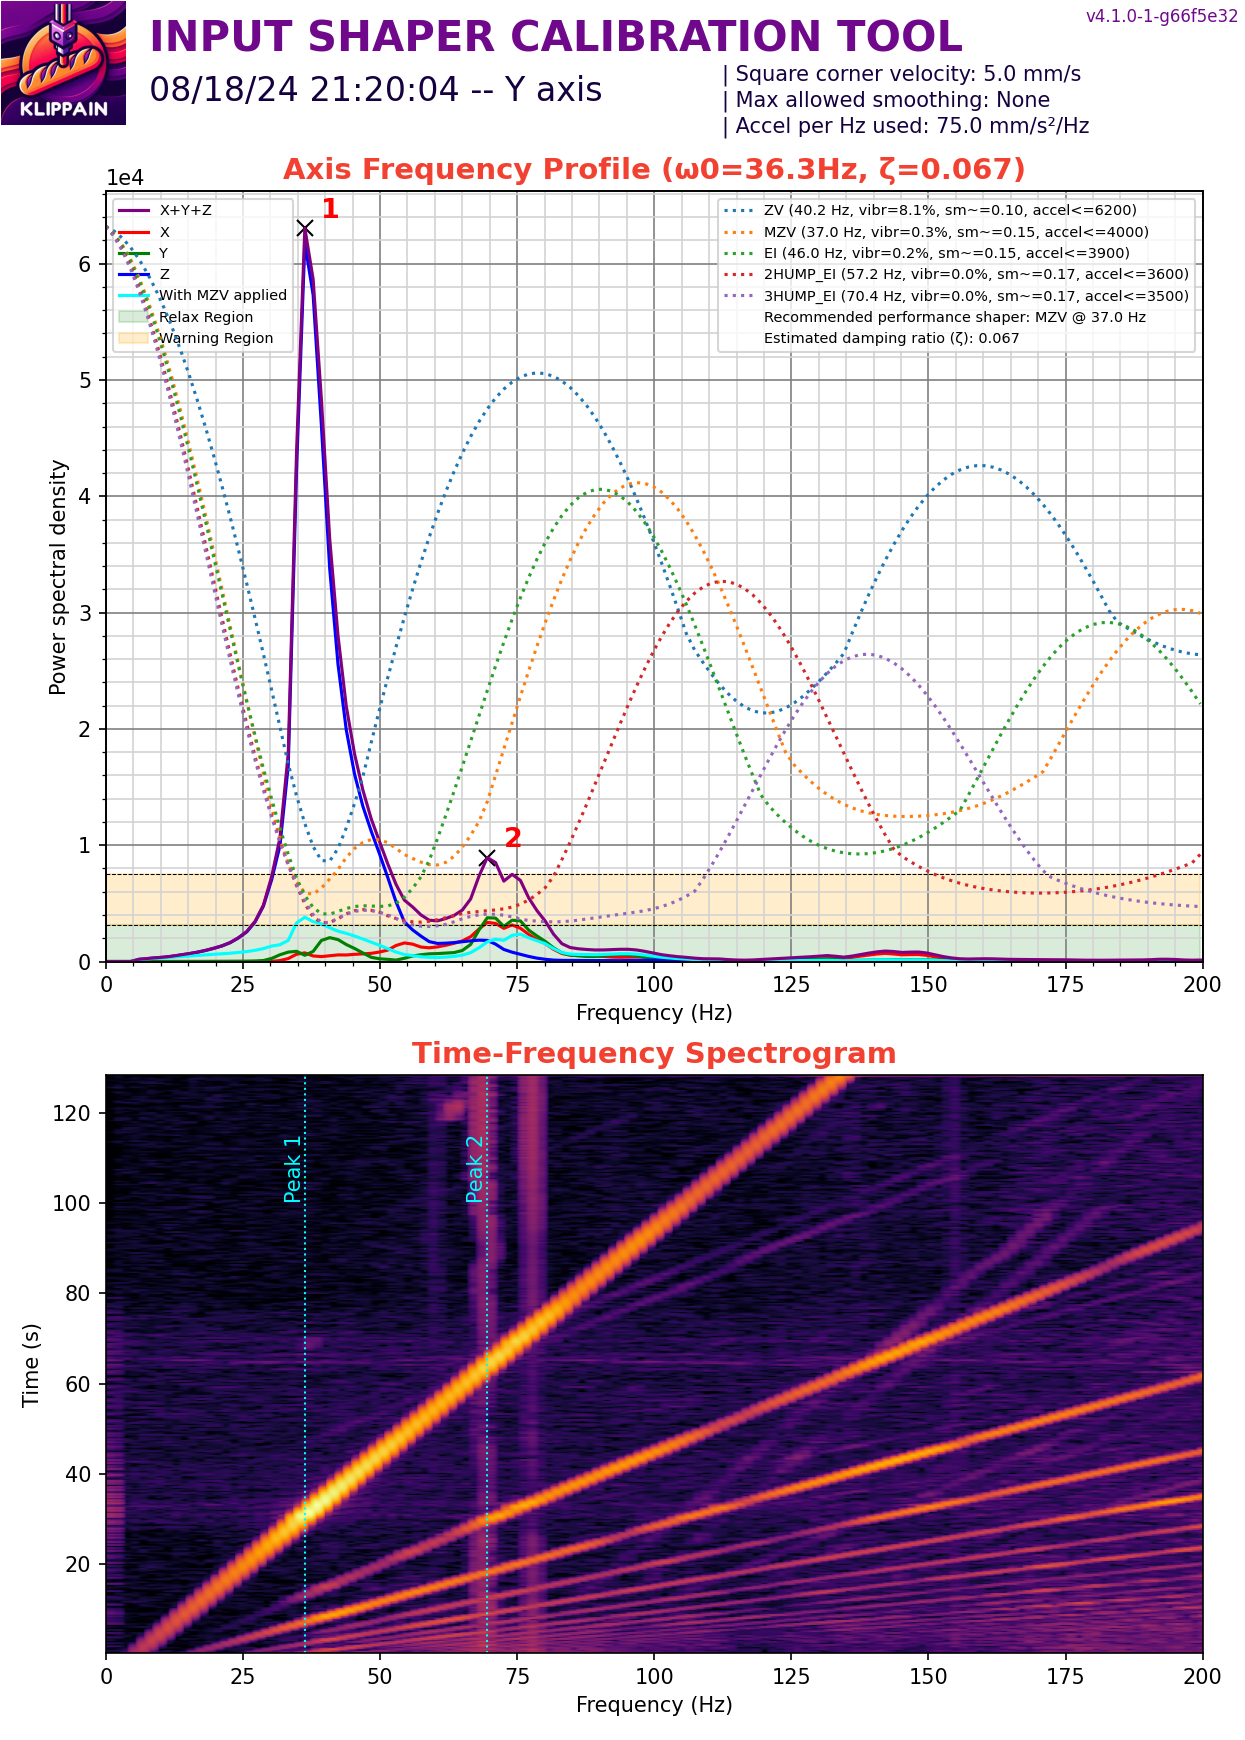 v4.1.0-1-g66f5e32
INPUT SHAPER CALIBRATION TOOL
08/18/24 21:20:04 -- Y axis
| Square corner velocity: 5.0 mm/s
| Max allowed smoothing: None
| Accel per Hz used: 75.0 mm/s²/Hz
KLIPPAIN
Axis Frequency Profile (ω0=36.3Hz, ζ=0.067)
1e4
X+Y+Z
X
Y
Z
With MZV applied
Relax Region
Warning Region
1
ZV (40.2 Hz, vibr=8.1%, sm~=0.10, accel<=6200)
MZV (37.0 Hz, vibr=0.3%, sm~=0.15, accel<=4000)
EI (46.0 Hz, vibr=0.2%, sm~=0.15, accel<=3900)
2HUMP_EI (57.2 Hz, vibr=0.0%, sm~=0.17, accel<=3600)
3HUMP_EI (70.4 Hz, vibr=0.0%, sm~=0.17, accel<=3500)
Recommended performance shaper: MZV @ 37.0 Hz
Estimated damping ratio (ζ): 0.067
2
6
5
4
3
2
1
0
Power spectral density
0 25 50 75 100 125 150 175 200
Frequency (Hz)
Time-Frequency Spectrogram
Peak 1
Peak 2
120
100
80
60
40
20
Time (s)
0 25 50 75 100 125 150 175 200
Frequency (Hz)